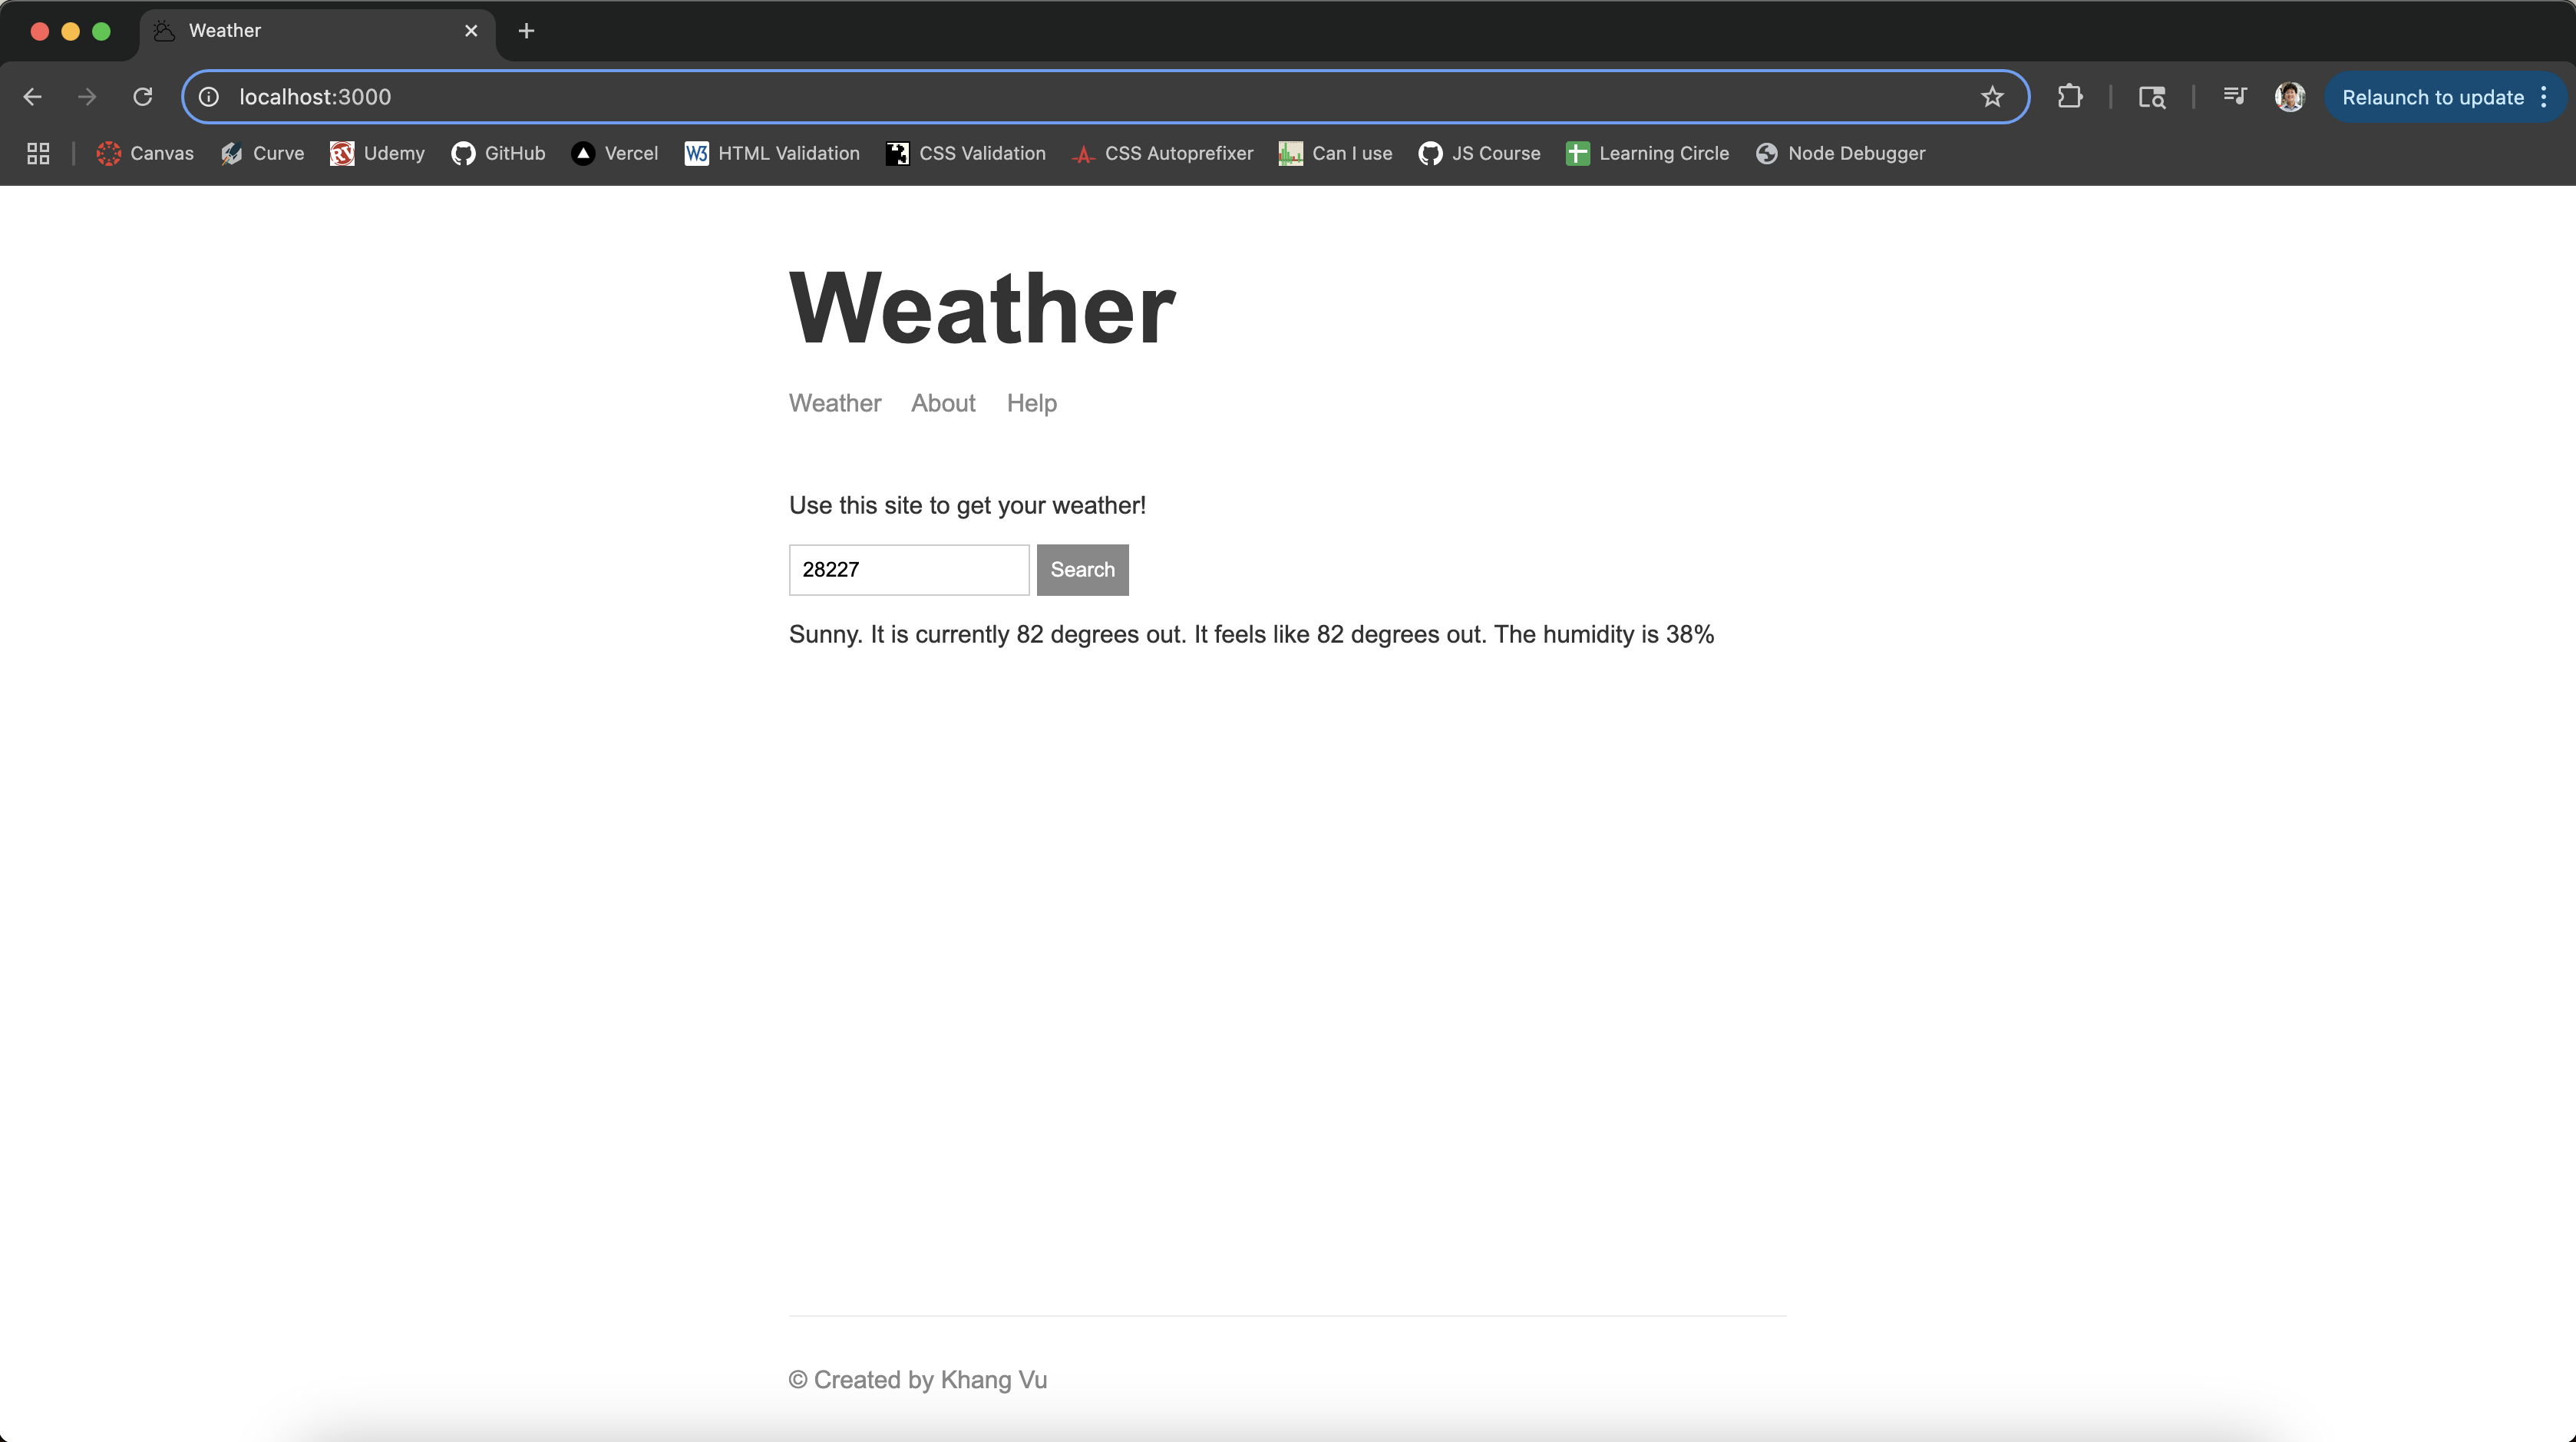 Weather
localhost:3000
Relaunch to update
Canvas Curve Udemy GitHub Vercel HTML Validation CSS Validation CSS Autoprefixer Can I use JS Course Learning Circle Node Debugger
Weather
Weather About Help
Use this site to get your weather!
28227 Search
Sunny. It is currently 82 degrees out. It feels like 82 degrees out. The humidity is 38%
© Created by Khang Vu